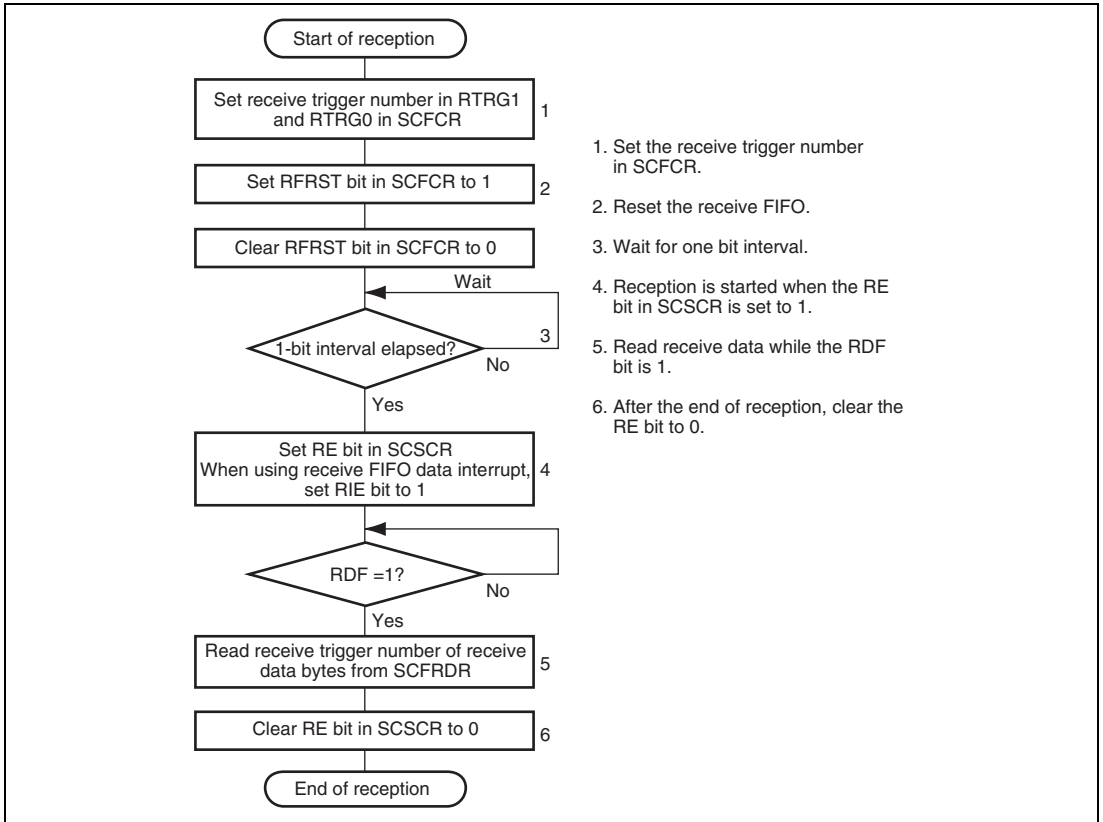 Start of reception
Set receive trigger number in RTRG1
and RTRG0 in SCFCR
1
Set RFRST bit in SCFCR to 1
2
Clear RFRST bit in SCFCR to 0
Wait
1-bit interval elapsed?
3
No
Yes
Set RE bit in SCSCR
When using receive FIFO data interrupt,
set RIE bit to 1
4
RDF =1?
No
Yes
Read receive trigger number of receive
data bytes from SCFRDR
5
Clear RE bit in SCSCR to 0
6
End of reception
1. Set the receive trigger number
in SCFCR.
2. Reset the receive FIFO.
3. Wait for one bit interval.
4. Reception is started when the RE
bit in SCSCR is set to 1.
5. Read receive data while the RDF
bit is 1.
6. After the end of reception, clear the
RE bit to 0.